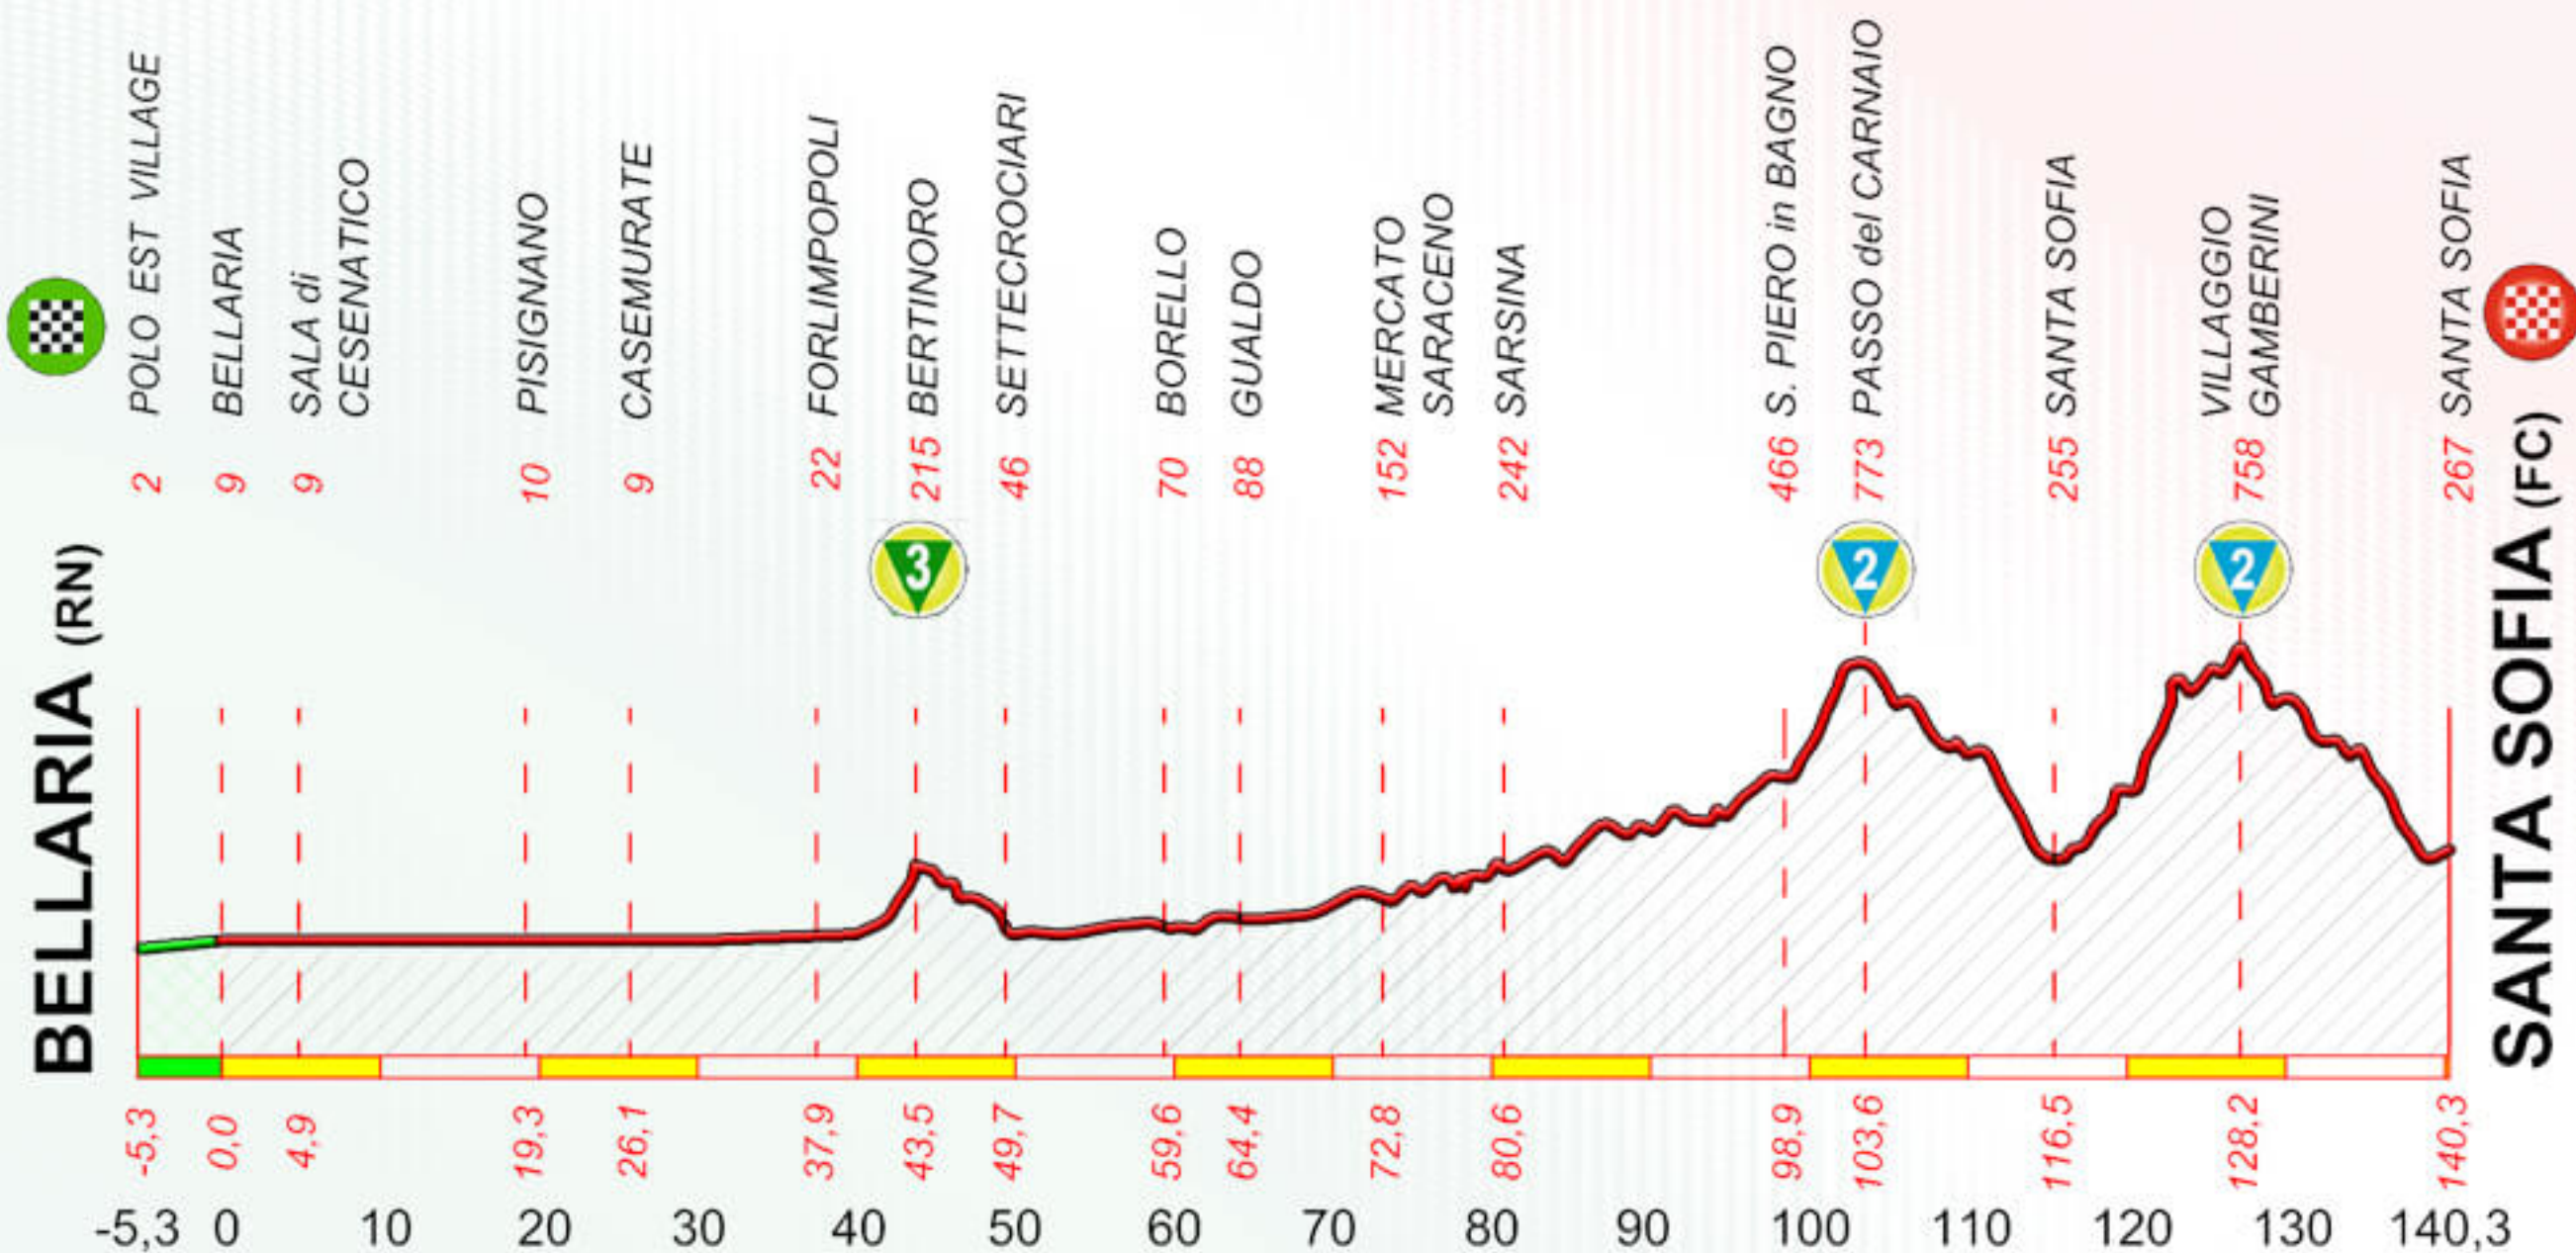 BELLARIA (RN)
2 POLO EST VILLAGE
9 BELLARIA
9 SALA di
CESENATICO
10 PISIGNANO
9 CASEMURATE
22 FORLIMPOPOLI
215 BERTINORO
46 SETTECROCIARI
70 BORELLO
88 GUALDO
152 MERCATO
SARACENO
242 SARSINA
466 S. PIERO in BAGNO
773 PASSO del CARNAIO
255 SANTA SOFIA
VILLAGGIO
758 GAMBERINI
267 SANTA SOFIA
SANTA SOFIA (FC)
3
2
2
-5,3 0,0 4,9 19,3 26,1 37,9 43,5 49,7 59,6 64,4 72,8 80,6 98,9 103,6 116,5 128,2 140,3
-5,3 0 10 20 30 40 50 60 70 80 90 100 110 120 130 140,3